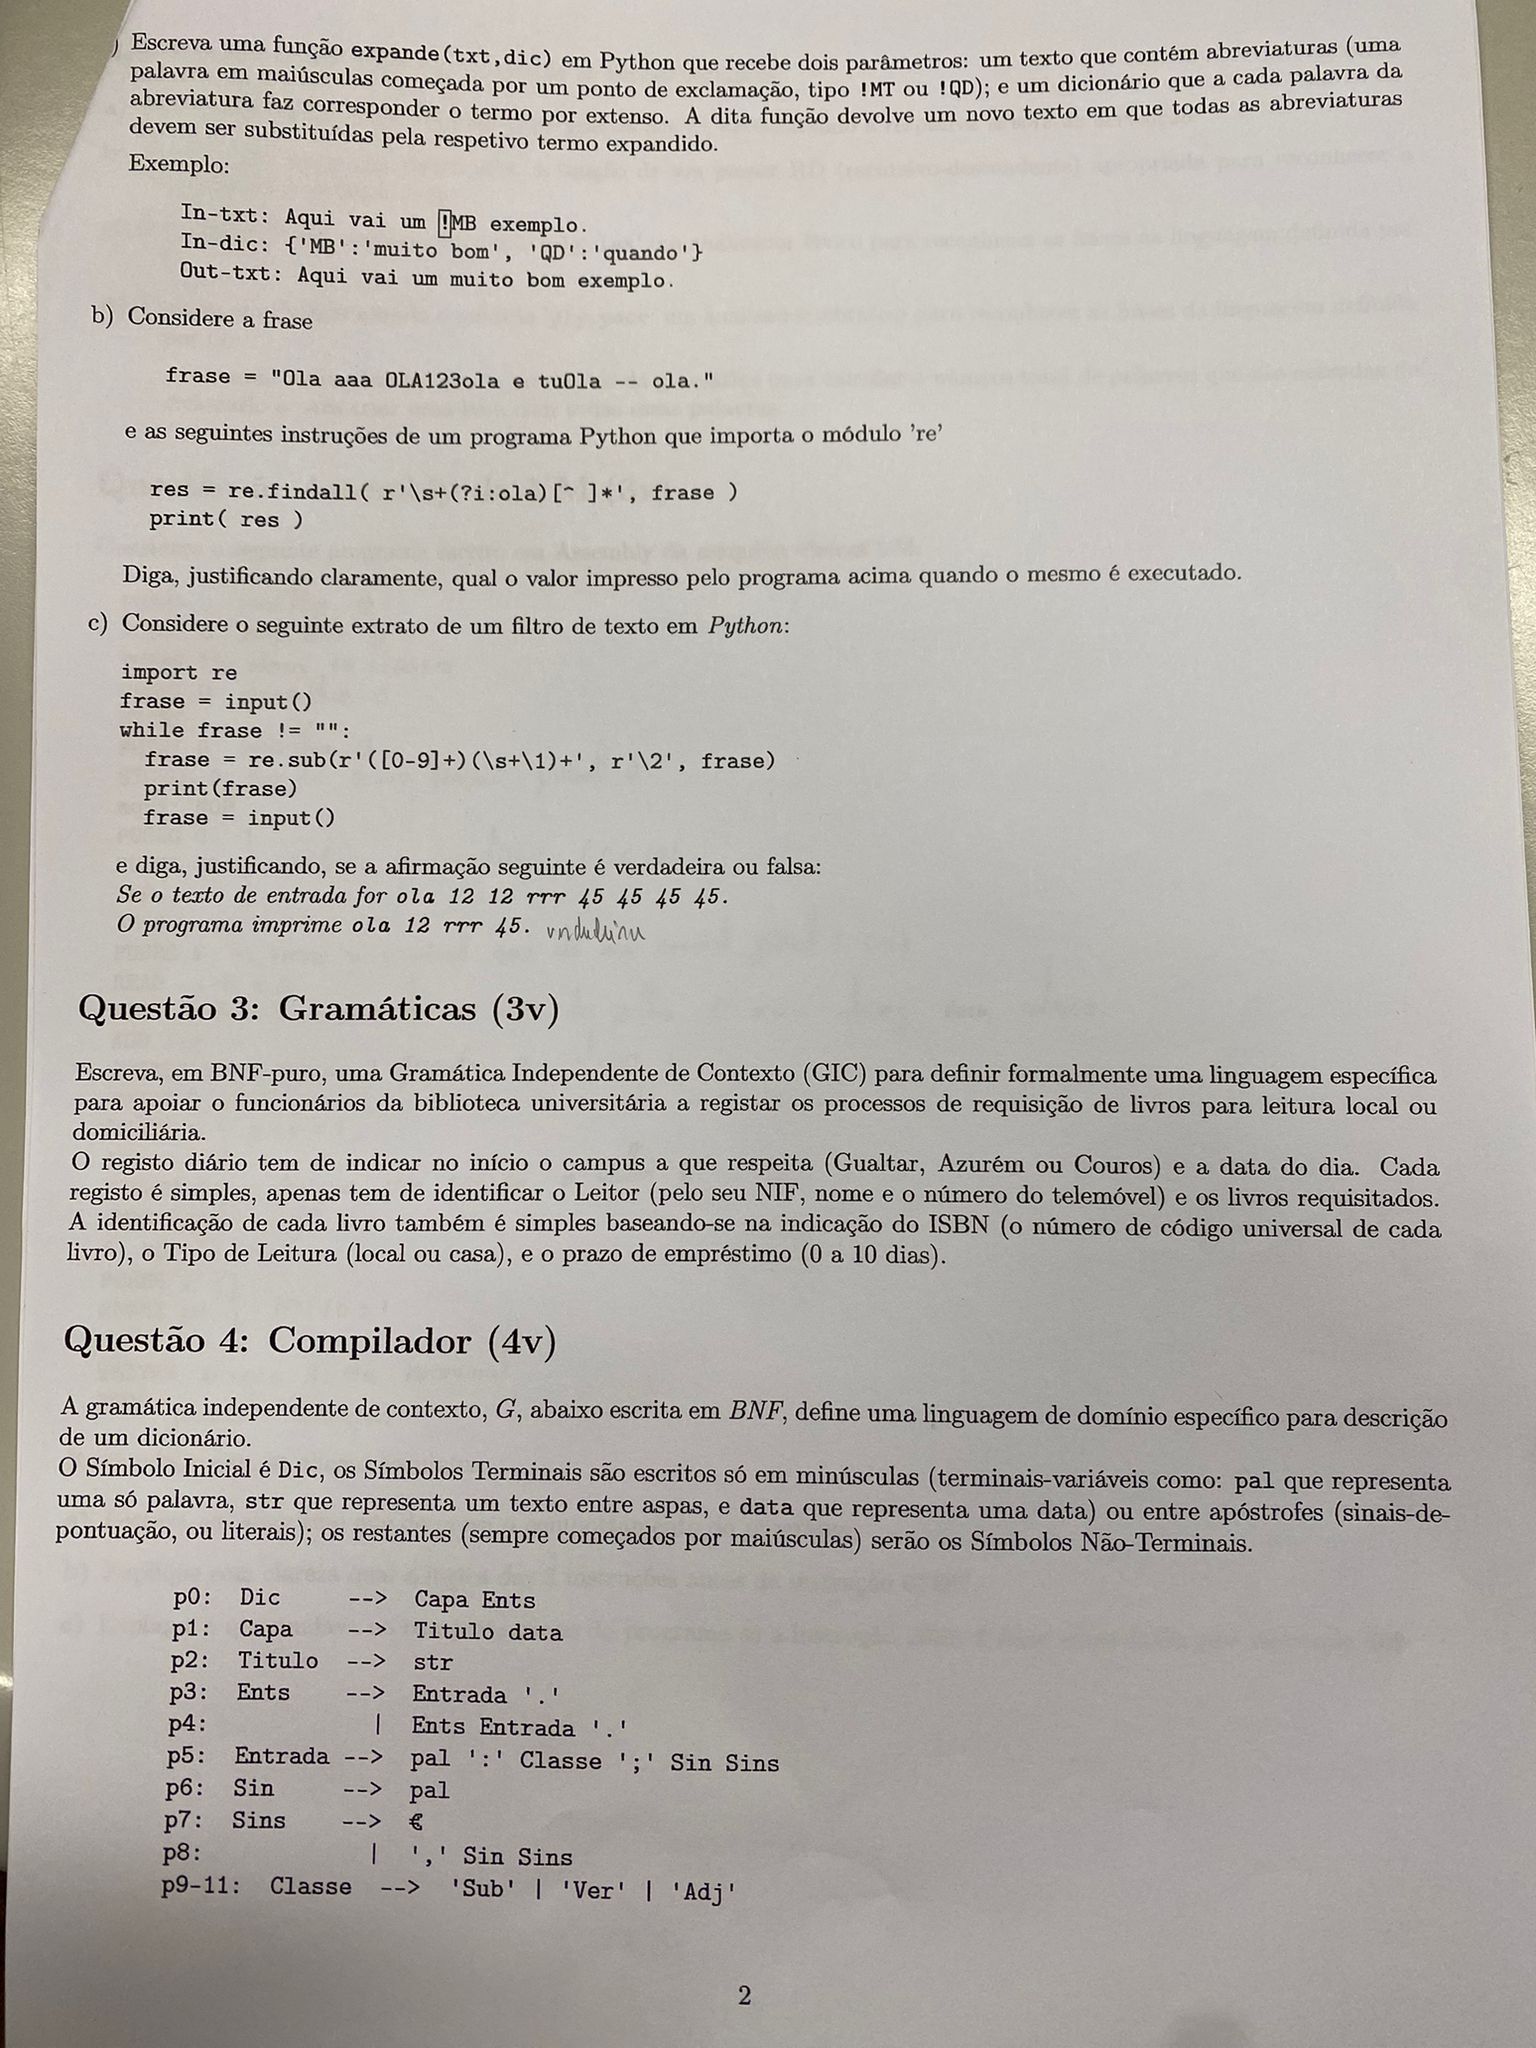 ) Escreva uma função expande(txt,dic) em Python que recebe dois parâmetros: um texto que contém abreviaturas (uma
palavra em maiúsculas começada por um ponto de exclamação, tipo !MT ou !QD); e um dicionário que a cada palavra da
abreviatura faz corresponder o termo por extenso. A dita função devolve um novo texto em que todas as abreviaturas
devem ser substituídas pela respetivo termo expandido.
Exemplo:
In-txt: Aqui vai um !MB exemplo.
In-dic: {'MB':'muito bom', 'QD':'quando'}
Out-txt: Aqui vai um muito bom exemplo.
b) Considere a frase
frase = "Ola aaa OLA123ola e tuOla -- ola."
e as seguintes instruções de um programa Python que importa o módulo 're'
res = re.findall( r'\s+(?i:ola)[^ ]*', frase )
print( res )
Diga, justificando claramente, qual o valor impresso pelo programa acima quando o mesmo é executado.
c) Considere o seguinte extrato de um filtro de texto em Python:
import re
frase = input()
while frase != "":
frase = re.sub(r'([0-9]+)(\s+\1)+', r'\2', frase)
print(frase)
frase = input()
e diga, justificando, se a afirmação seguinte é verdadeira ou falsa:
Se o texto de entrada for ola 12 12 rrr 45 45 45 45.
O programa imprime ola 12 rrr 45.
Questão 3: Gramáticas (3v)
Escreva, em BNF-puro, uma Gramática Independente de Contexto (GIC) para definir formalmente uma linguagem específica
para apoiar o funcionários da biblioteca universitária a registar os processos de requisição de livros para leitura local ou
domiciliária.
O registo diário tem de indicar no início o campus a que respeita (Gualtar, Azurém ou Couros) e a data do dia. Cada
registo é simples, apenas tem de identificar o Leitor (pelo seu NIF, nome e o número do telemóvel) e os livros requisitados.
A identificação de cada livro também é simples baseando-se na indicação do ISBN (o número de código universal de cada
livro), o Tipo de Leitura (local ou casa), e o prazo de empréstimo (0 a 10 dias).
Questão 4: Compilador (4v)
A gramática independente de contexto, G, abaixo escrita em BNF, define uma linguagem de domínio específico para descrição
de um dicionário.
O Símbolo Inicial é Dic, os Símbolos Terminais são escritos só em minúsculas (terminais-variáveis como: pal que representa
uma só palavra, str que representa um texto entre aspas, e data que representa uma data) ou entre apóstrofes (sinais-de-
pontuação, ou literais); os restantes (sempre começados por maiúsculas) serão os Símbolos Não-Terminais.
p0: Dic --> Capa Ents
p1: Capa --> Titulo data
p2: Titulo --> str
p3: Ents --> Entrada '.'
p4: | Ents Entrada '.'
p5: Entrada --> pal ':' Classe ';' Sin Sins
p6: Sin --> pal
p7: Sins --> €
p8: | ',' Sin Sins
p9-11: Classe --> 'Sub' | 'Ver' | 'Adj'
2